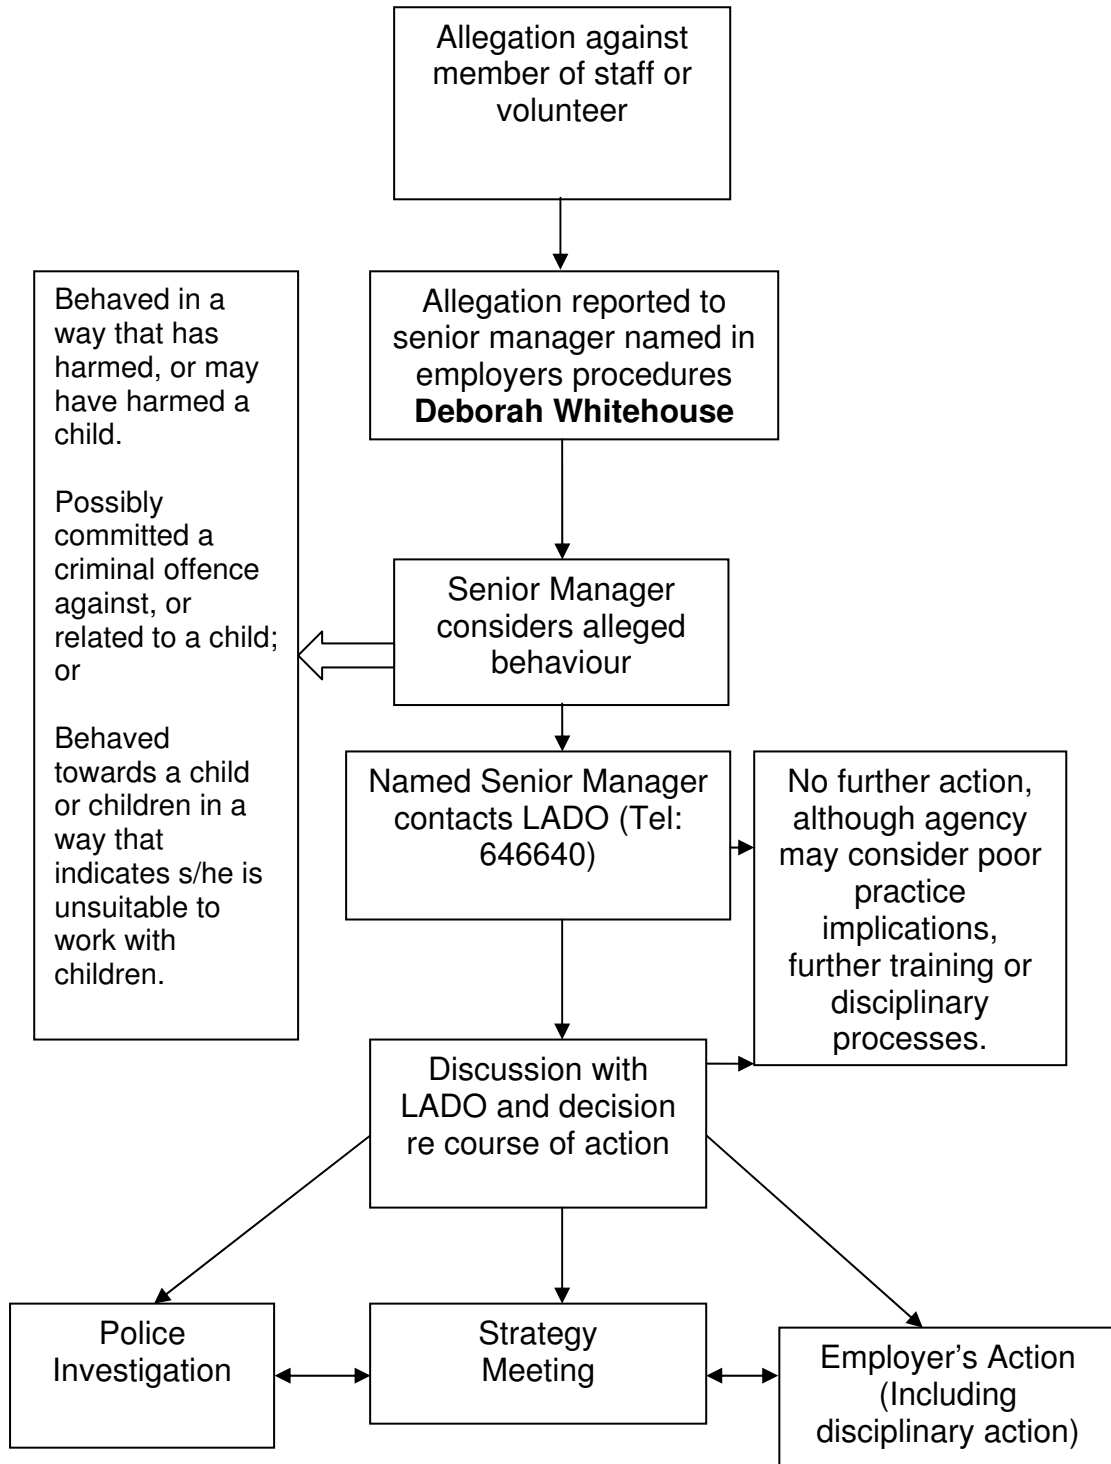 Allegation against
member of staff or
volunteer
Allegation reported to
senior manager named in
employers procedures
Deborah Whitehouse
Behaved in a
way that has
harmed, or may
have harmed a
child.
Possibly
committed a
criminal offence
against, or
related to a child;
or
Behaved
towards a child
or children in a
way that
indicates s/he is
unsuitable to
work with
children.
Senior Manager
considers alleged
behaviour
Named Senior Manager
contacts LADO (Tel:
646640)
No further action,
although agency
may consider poor
practice
implications,
further training or
disciplinary
processes.
Discussion with
LADO and decision
re course of action
Police
Investigation
Strategy
Meeting
Employer’s Action
(Including
disciplinary action)